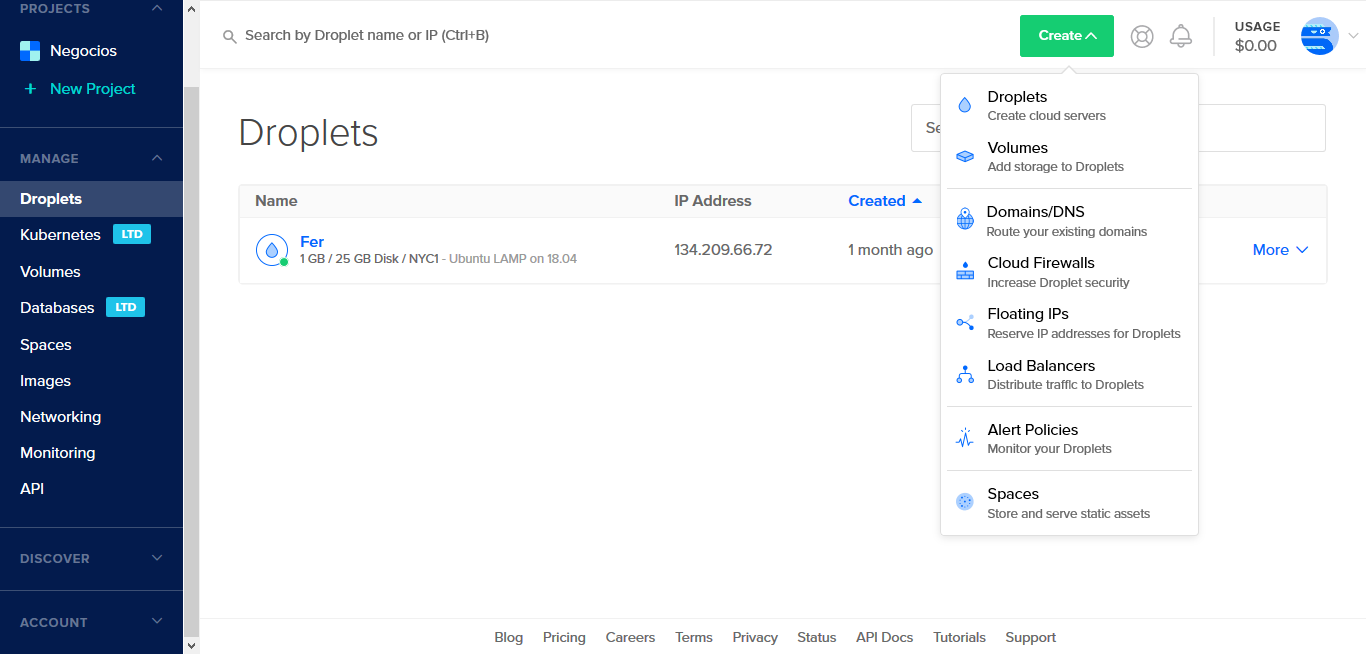 PROJECTS
Negocios
+ New Project
MANAGE
Droplets
Kubernetes LTD
Volumes
Databases LTD
Spaces
Images
Networking
Monitoring
API
DISCOVER
ACCOUNT
Search by Droplet name or IP (Ctrl+B)
Create
USAGE
$0.00
Droplets
Se
Name IP Address Created
Fer
1 GB / 25 GB Disk / NYC1 - Ubuntu LAMP on 18.04
134.209.66.72
1 month ago
More
Droplets
Create cloud servers
Volumes
Add storage to Droplets
Domains/DNS
Route your existing domains
Cloud Firewalls
Increase Droplet security
Floating IPs
Reserve IP addresses for Droplets
Load Balancers
Distribute traffic to Droplets
Alert Policies
Monitor your Droplets
Spaces
Store and serve static assets
Blog Pricing Careers Terms Privacy Status API Docs Tutorials Support